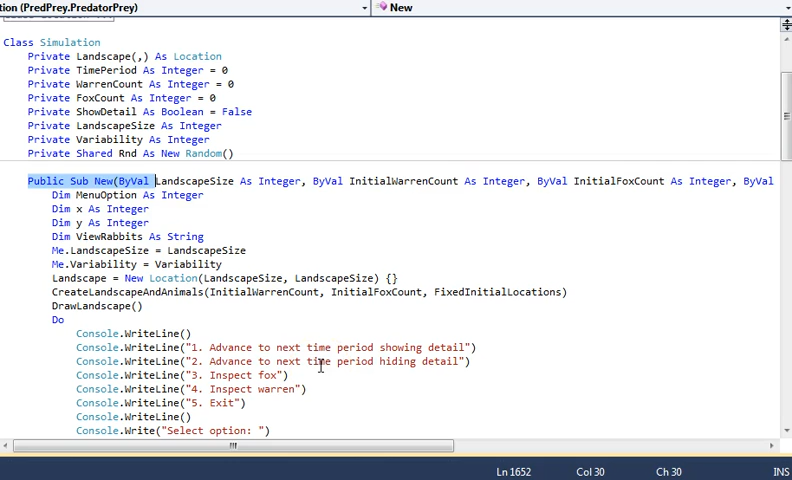 tion (PredPrey.PredatorPrey) New
Class Simulation
Private Landscape(,) As Location
Private TimePeriod As Integer = 0
Private WarrenCount As Integer = 0
Private FoxCount As Integer = 0
Private ShowDetail As Boolean = False
Private LandscapeSize As Integer
Private Variability As Integer
Private Shared Rnd As New Random()
Public Sub New(ByVal LandscapeSize As Integer, ByVal InitialWarrenCount As Integer, ByVal InitialFoxCount As Integer, ByVal
Dim MenuOption As Integer
Dim x As Integer
Dim y As Integer
Dim ViewRabbits As String
Me.LandscapeSize = LandscapeSize
Me.Variability = Variability
Landscape = New Location(LandscapeSize, LandscapeSize) {}
CreateLandscapeAndAnimals(InitialWarrenCount, InitialFoxCount, FixedInitialLocations)
DrawLandscape()
Do
Console.WriteLine()
Console.WriteLine("1. Advance to next time period showing detail")
Console.WriteLine("2. Advance to next time period hiding detail")
Console.WriteLine("3. Inspect fox")
Console.WriteLine("4. Inspect warren")
Console.WriteLine("5. Exit")
Console.WriteLine()
Console.Write("Select option: ")
Ln 1652 Col 30 Ch 30 INS